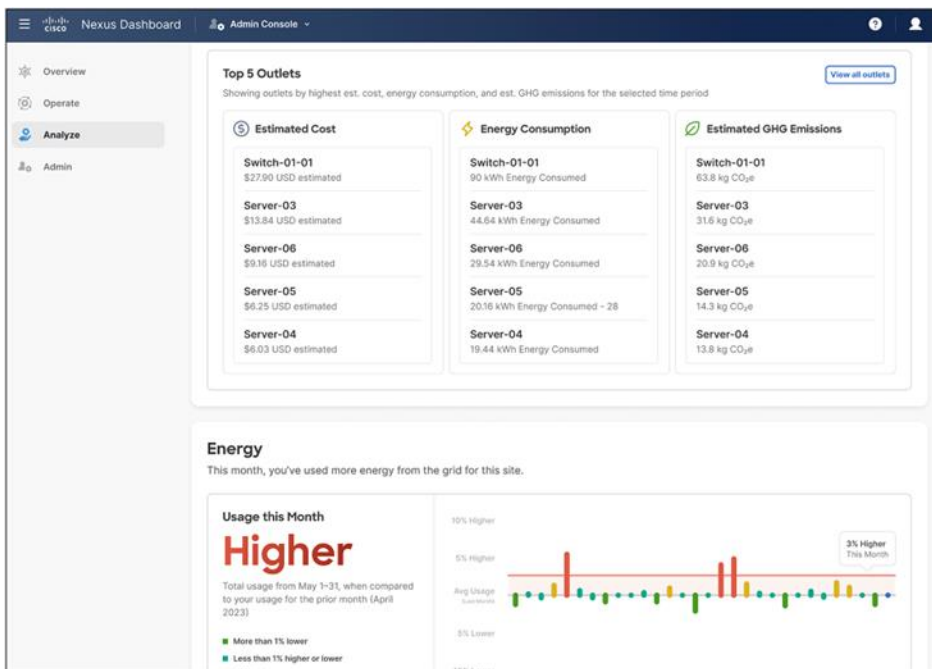 cisco Nexus Dashboard Admin Console
Overview
Operate
Analyze
Admin
Top 5 Outlets
View all outlets
Showing outlets by highest est. cost, energy consumption, and est. GHG emissions for the selected time period
Estimated Cost
Switch-01-01
$27.90 USD estimated
Server-03
$13.84 USD estimated
Server-06
$9.16 USD estimated
Server-05
$6.25 USD estimated
Server-04
$6.03 USD estimated
Energy Consumption
Switch-01-01
90 kWh Energy Consumed
Server-03
44.64 kWh Energy Consumed
Server-06
29.54 kWh Energy Consumed
Server-05
20.16 kWh Energy Consumed - 28
Server-04
19.44 kWh Energy Consumed
Estimated GHG Emissions
Switch-01-01
63.8 kg CO₂e
Server-03
31.6 kg CO₂e
Server-06
20.9 kg CO₂e
Server-05
14.3 kg CO₂e
Server-04
13.8 kg CO₂e
Energy
This month, you've used more energy from the grid for this site.
Usage this Month
Higher
Total usage from May 1-31, when compared
to your usage for the prior month (April
2023)
More than 1% lower
Less than 1% higher or lower
10% Higher
5% Higher
Avg Usage
5% Lower
3% Higher
This Month